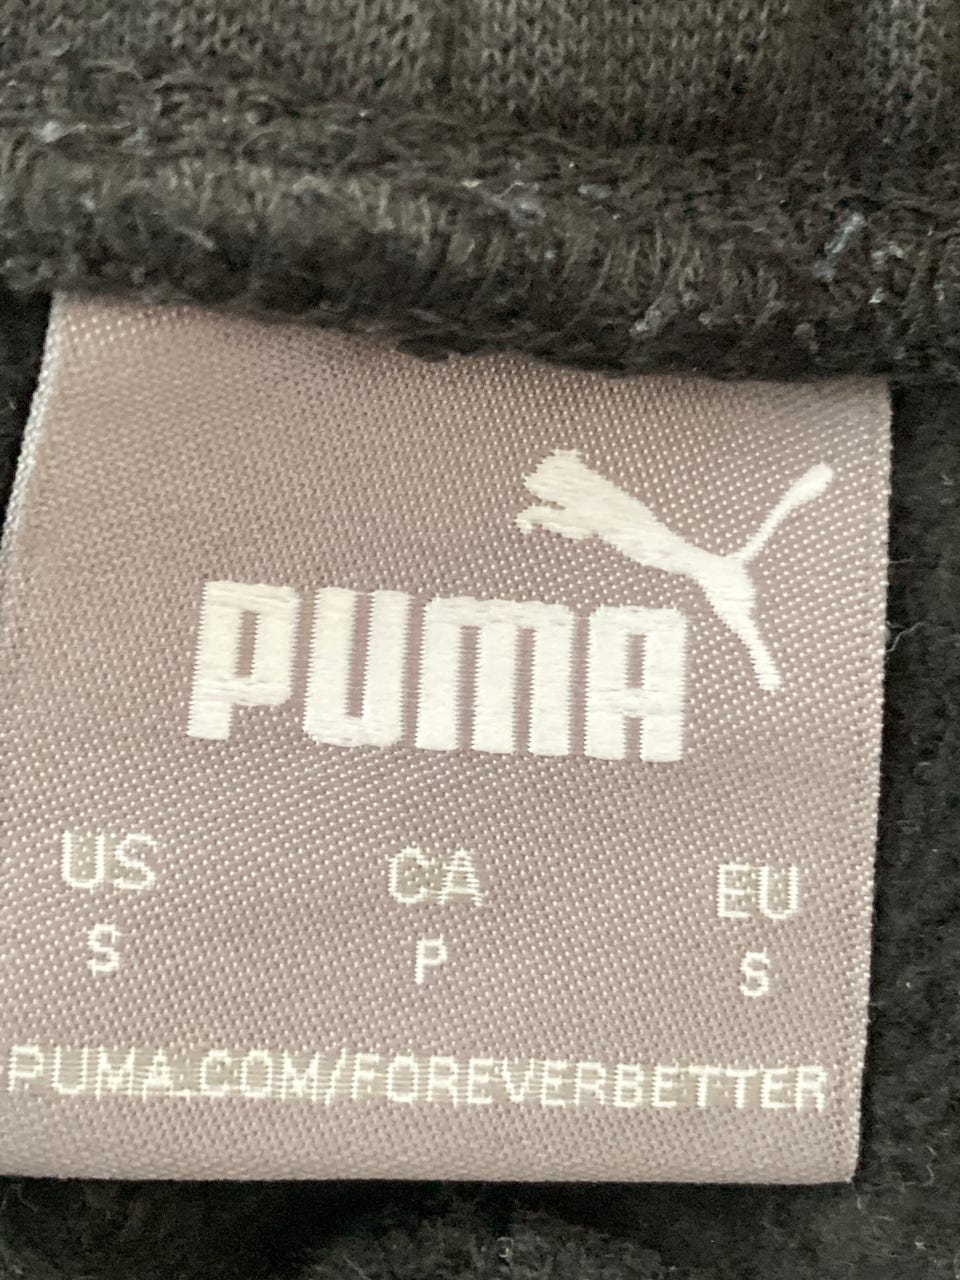 PUMA
US CA EU
S P S
PUMA.COM/FOREVERBETTER